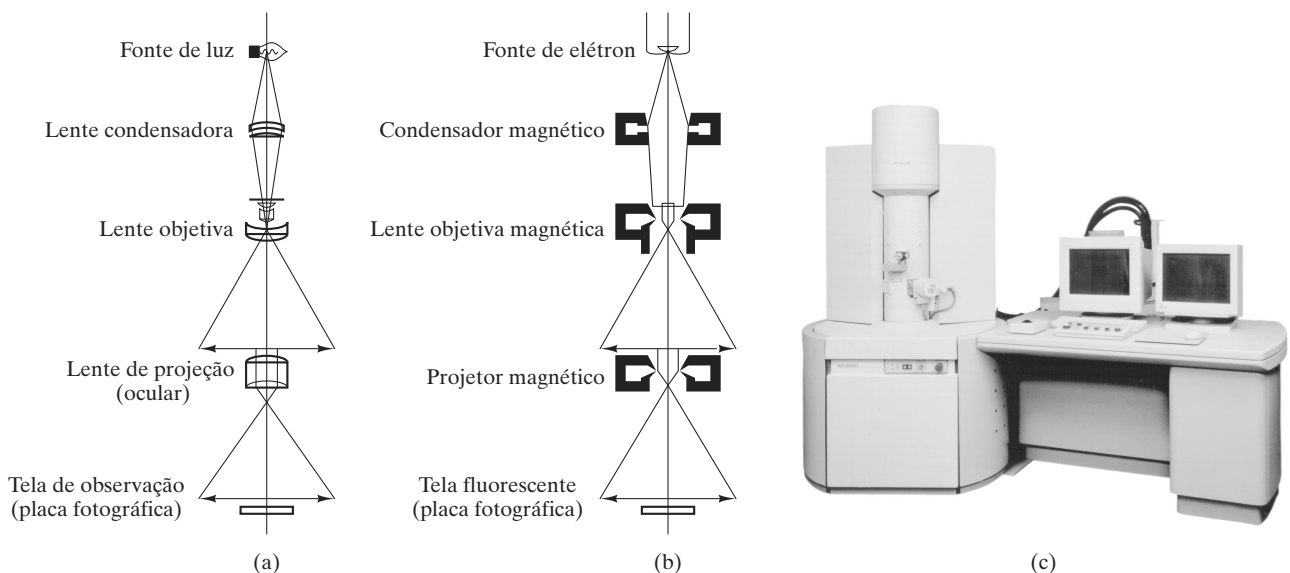 Fonte de luz
Lente condensadora
Lente objetiva
Lente de projeção
(ocular)
Tela de observação
(placa fotográfica)
(a)
Fonte de elétron
Condensador magnético
Lente objetiva magnética
Projetor magnético
Tela fluorescente
(placa fotográfica)
(b)
(c)